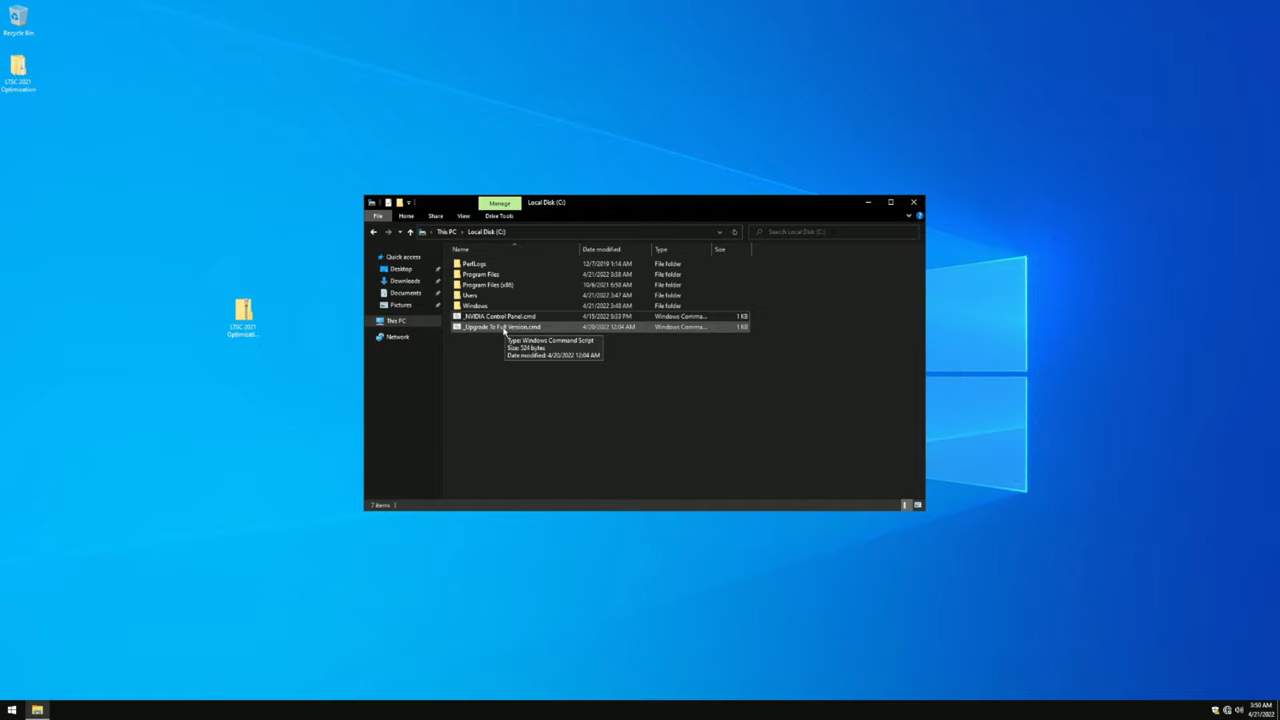 Recycle Bin
LTSC 2021
Optimization
LTSC 2021
Optimizati...
Manage
Local Disk (C:)
File
Home
Share
View
Drive Tools
This PC
Local Disk (C:)
Search Local Disk (C:)
Name
Date modified
Type
Size
Quick access
Desktop
Downloads
Documents
Pictures
This PC
Network
PerfLogs 12/7/2019 1:14 AM File folder
Program Files 4/21/2022 3:38 AM File folder
Program Files (x86) 10/6/2021 6:58 AM File folder
Users 4/21/2022 3:47 AM File folder
Windows 4/21/2022 3:48 AM File folder
_NVIDIA Control Panel.cmd 4/15/2022 9:33 PM Windows Comma... 1 KB
_Upgrade To Full Version.cmd 4/20/2022 12:04 AM Windows Comma... 1 KB
Type: Windows Command Script
Size: 524 bytes
Date modified: 4/20/2022 12:04 AM
7 items
3:50 AM
4/21/2022